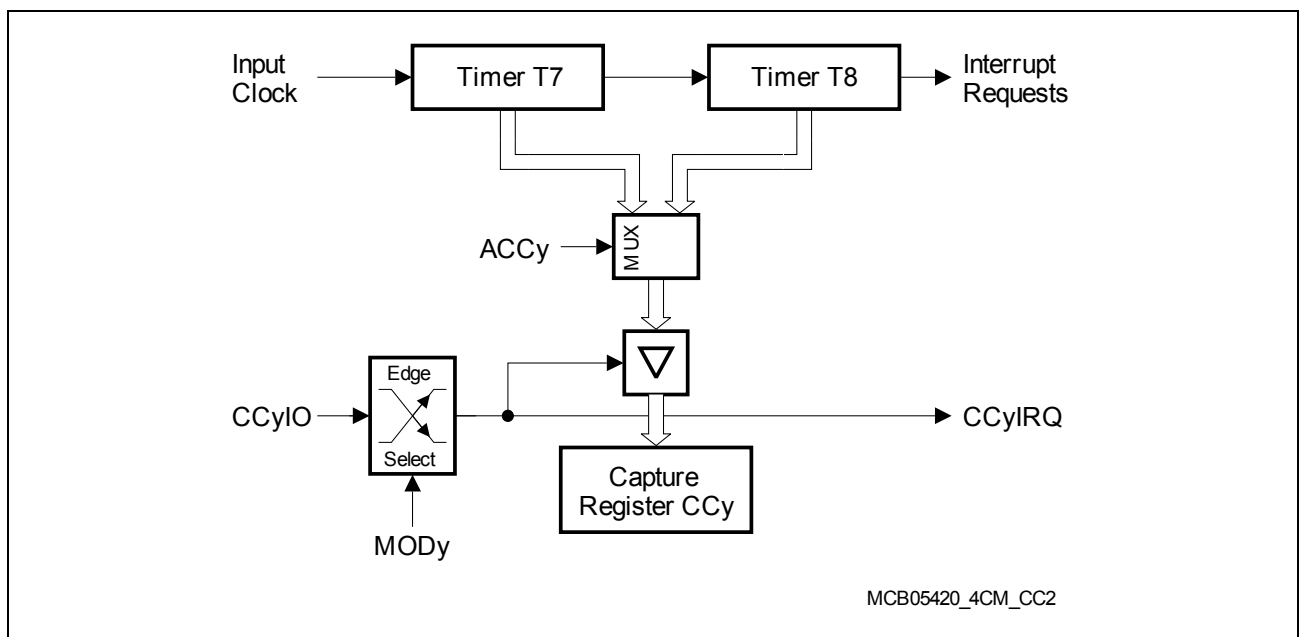 Input
Clock
Timer T7
Timer T8
Interrupt
Requests
MUX
ACCy
Edge
CCyIO
Select
CCyIRQ
Capture
Register CCy
MODy
MCB05420_4CM_CC2